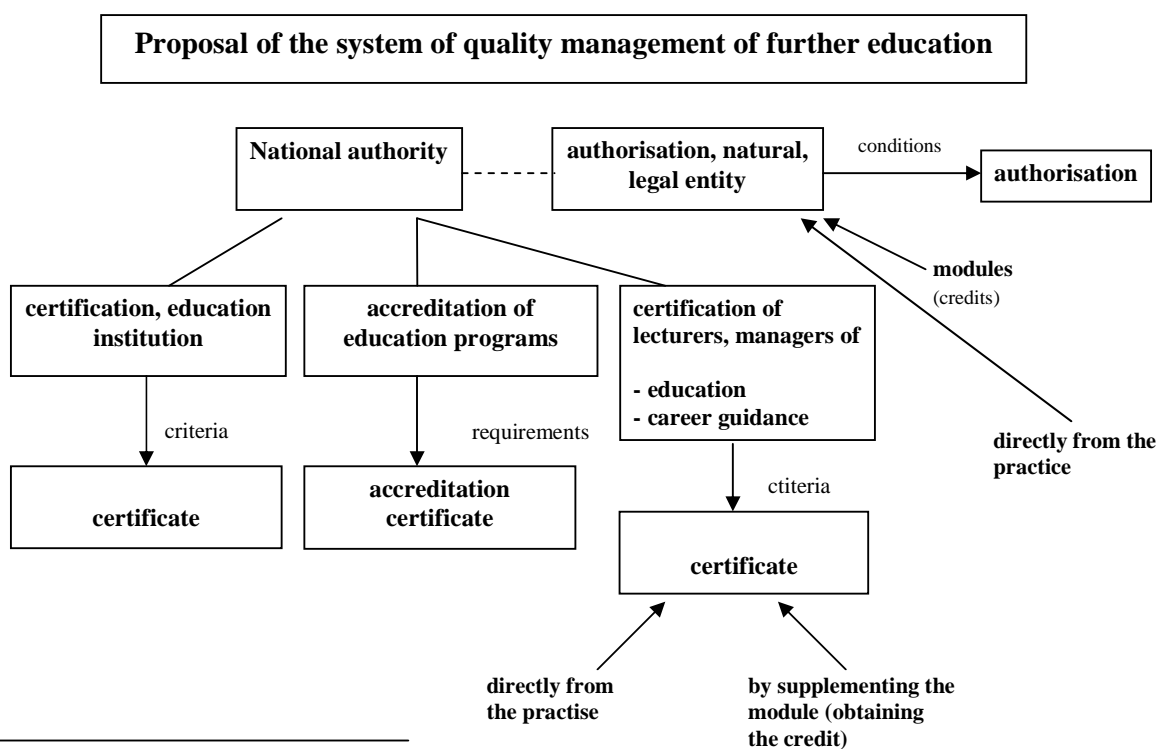 Proposal of the system of quality management of further education
National authority
authorisation, natural,
legal entity
conditions
authorisation
modules
(credits)
directly from the
practice
certification, education
institution
accreditation of
education programs
certification of
lecturers, managers of
- education
- career guidance
criteria
requirements
ctiteria
certificate
accreditation
certificate
certificate
directly from
the practise
by supplementing the
module (obtaining
the credit)